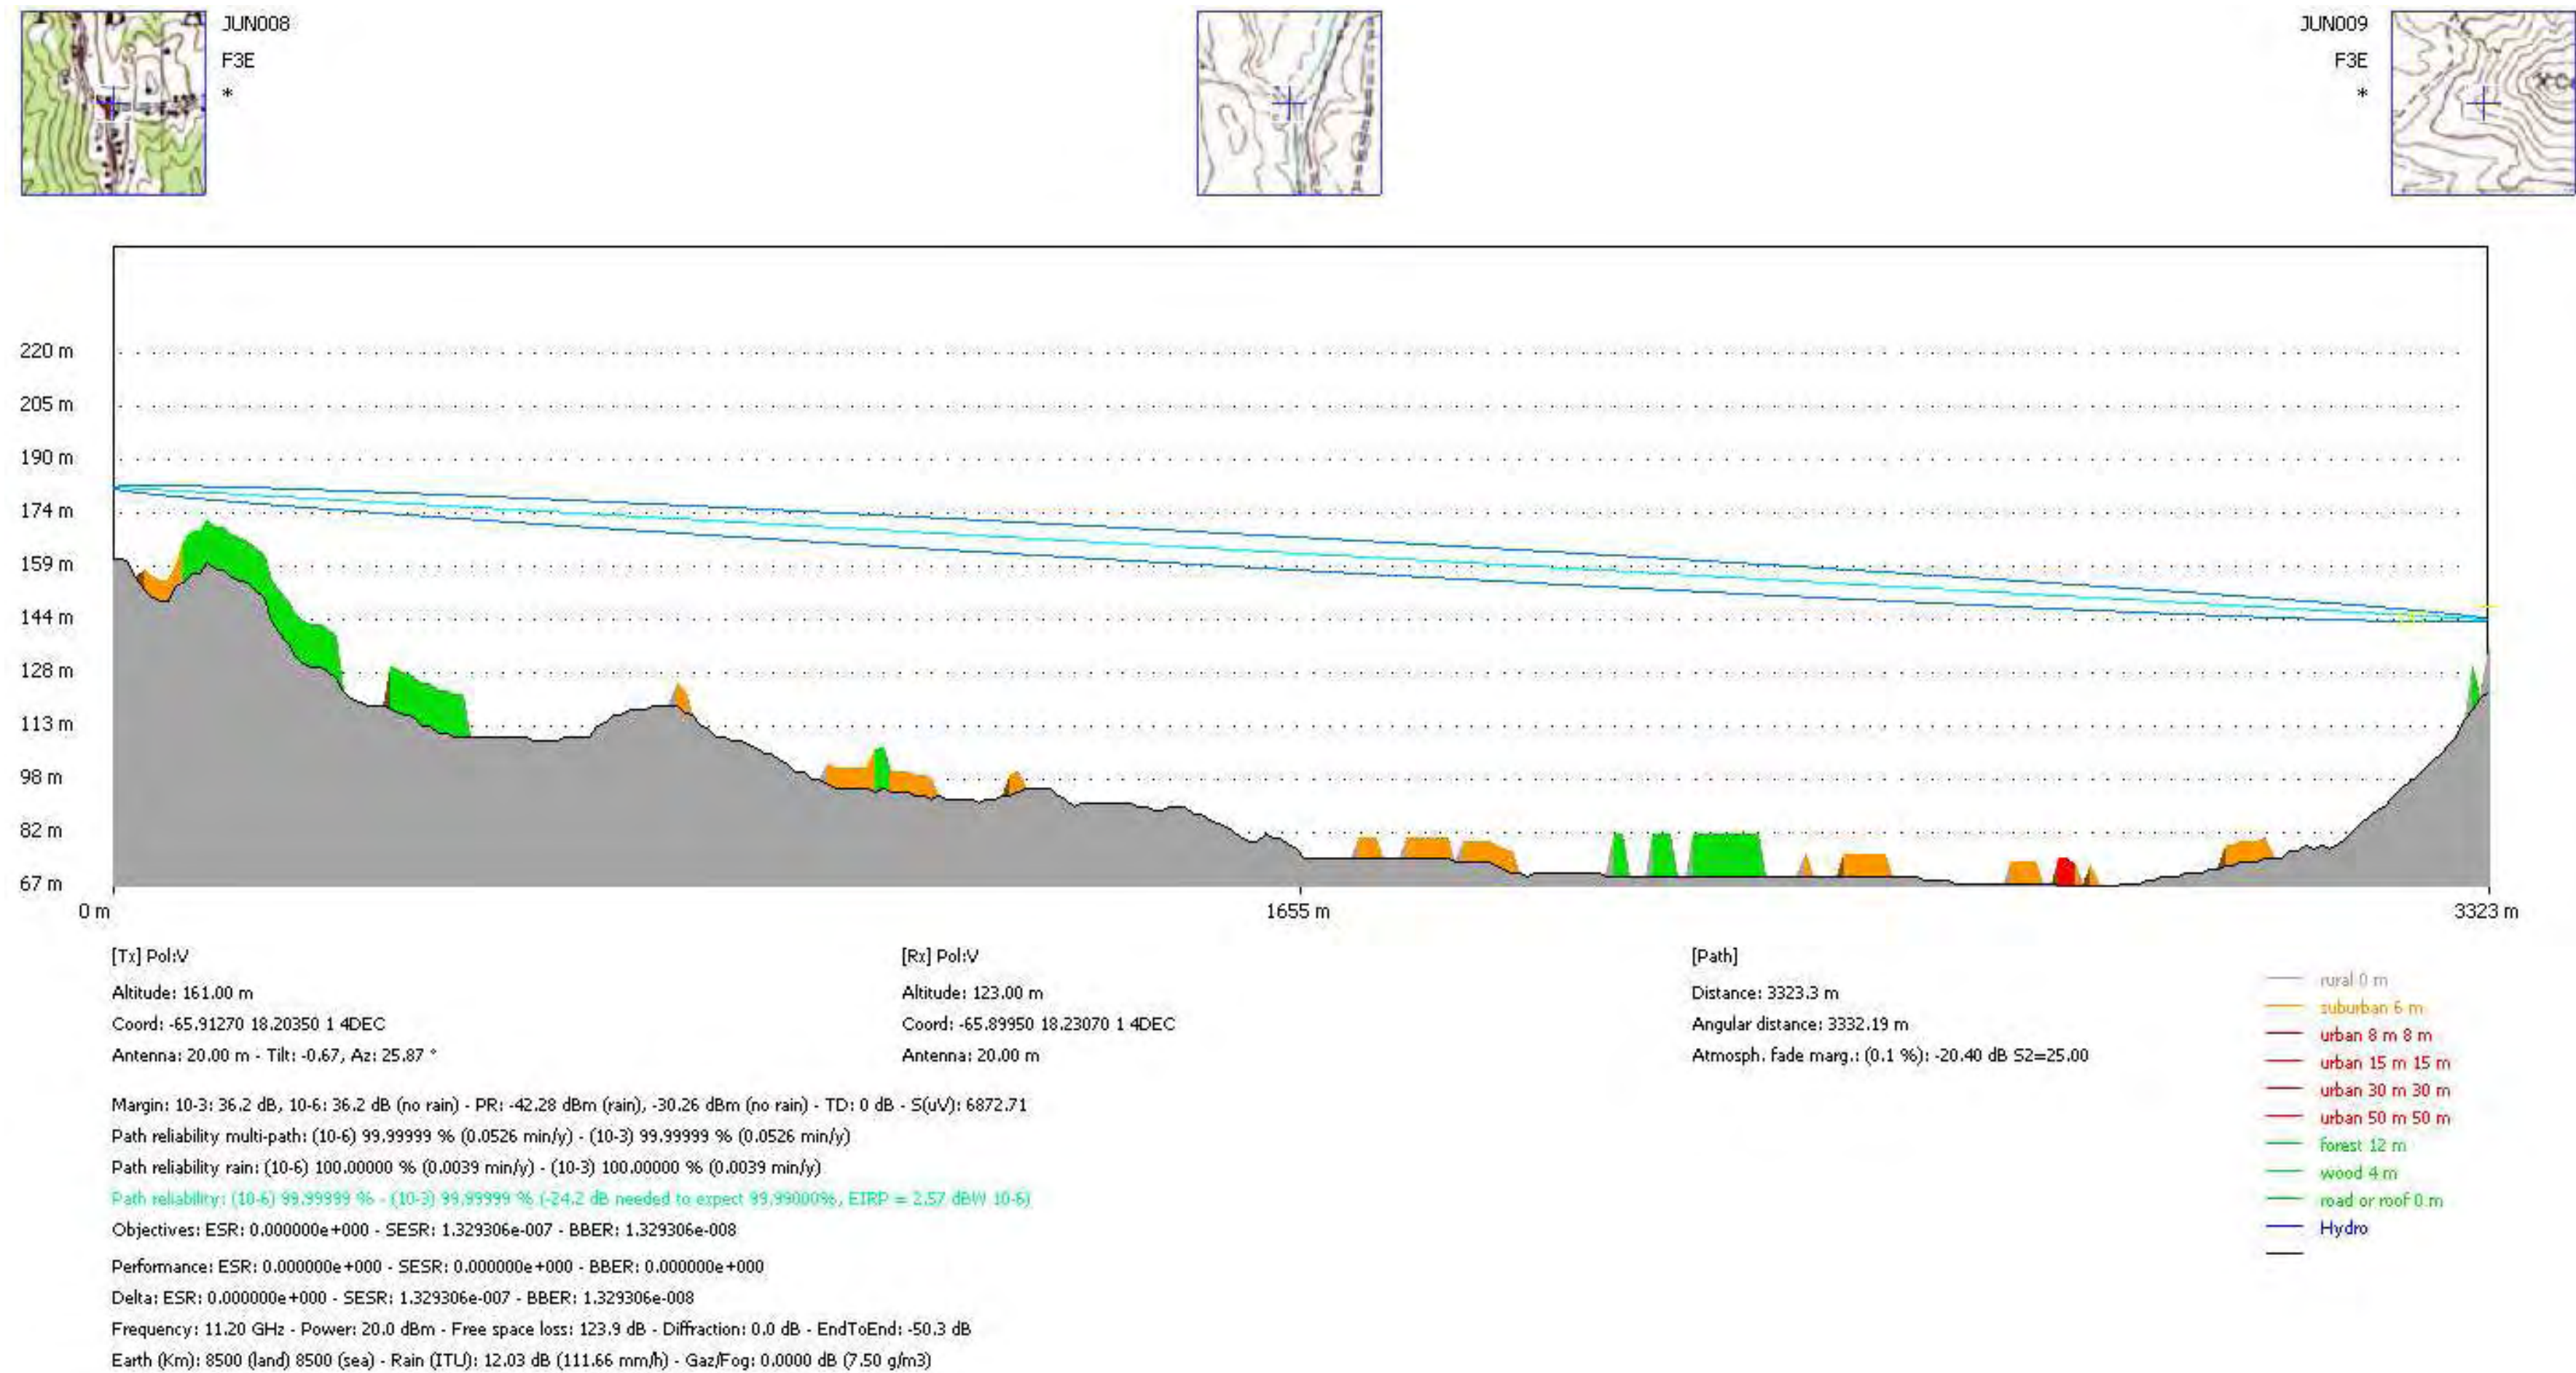 JUN008
F3E
*
JUN009
F3E
*
220 m
205 m
190 m
174 m
159 m
144 m
128 m
113 m
98 m
82 m
67 m
0 m
1655 m
3323 m
[Tx] Pol:V
Altitude: 161.00 m
Coord: -65.91270 18.20350 1 4DEC
Antenna: 20.00 m - Tilt: -0.67, Az: 25.87 °
[Rx] Pol:V
Altitude: 123.00 m
Coord: -65.89950 18.23070 1 4DEC
Antenna: 20.00 m
[Path]
Distance: 3323.3 m
Angular distance: 3332.19 m
Atmosph. fade marg.: (0.1 %): -20.40 dB S2=25.00
rural 0 m
suburban 6 m
urban 8 m 8 m
urban 15 m 15 m
urban 30 m 30 m
urban 50 m 50 m
forest 12 m
wood 4 m
road or roof 0 m
Hydro
Margin: 10-3: 36.2 dB, 10-6: 36.2 dB (no rain) - PR: -42.28 dBm (rain), -30.26 dBm (no rain) - TD: 0 dB - S(uV): 6872.71
Path reliability multi-path: (10-6) 99.99999 % (0.0526 min/y) - (10-3) 99.99999 % (0.0526 min/y)
Path reliability rain: (10-6) 100.00000 % (0.0039 min/y) - (10-3) 100.00000 % (0.0039 min/y)
Path reliability: (10-6) 99.99999 % - (10-3) 99.99999 % (-24.2 dB needed to expect 99.99000%, EIRP = 2.57 dBW 10-6)
Objectives: ESR: 0.000000e+000 - SESR: 1.329306e-007 - BBER: 1.329306e-008
Performance: ESR: 0.000000e+000 - SESR: 0.000000e+000 - BBER: 0.000000e+000
Delta: ESR: 0.000000e+000 - SESR: 1.329306e-007 - BBER: 1.329306e-008
Frequency: 11.20 GHz - Power: 20.0 dBm - Free space loss: 123.9 dB - Diffraction: 0.0 dB - EndToEnd: -50.3 dB
Earth (Km): 8500 (land) 8500 (sea) - Rain (ITU): 12.03 dB (111.66 mm/h) - Gaz/Fog: 0.0000 dB (7.50 g/m3)